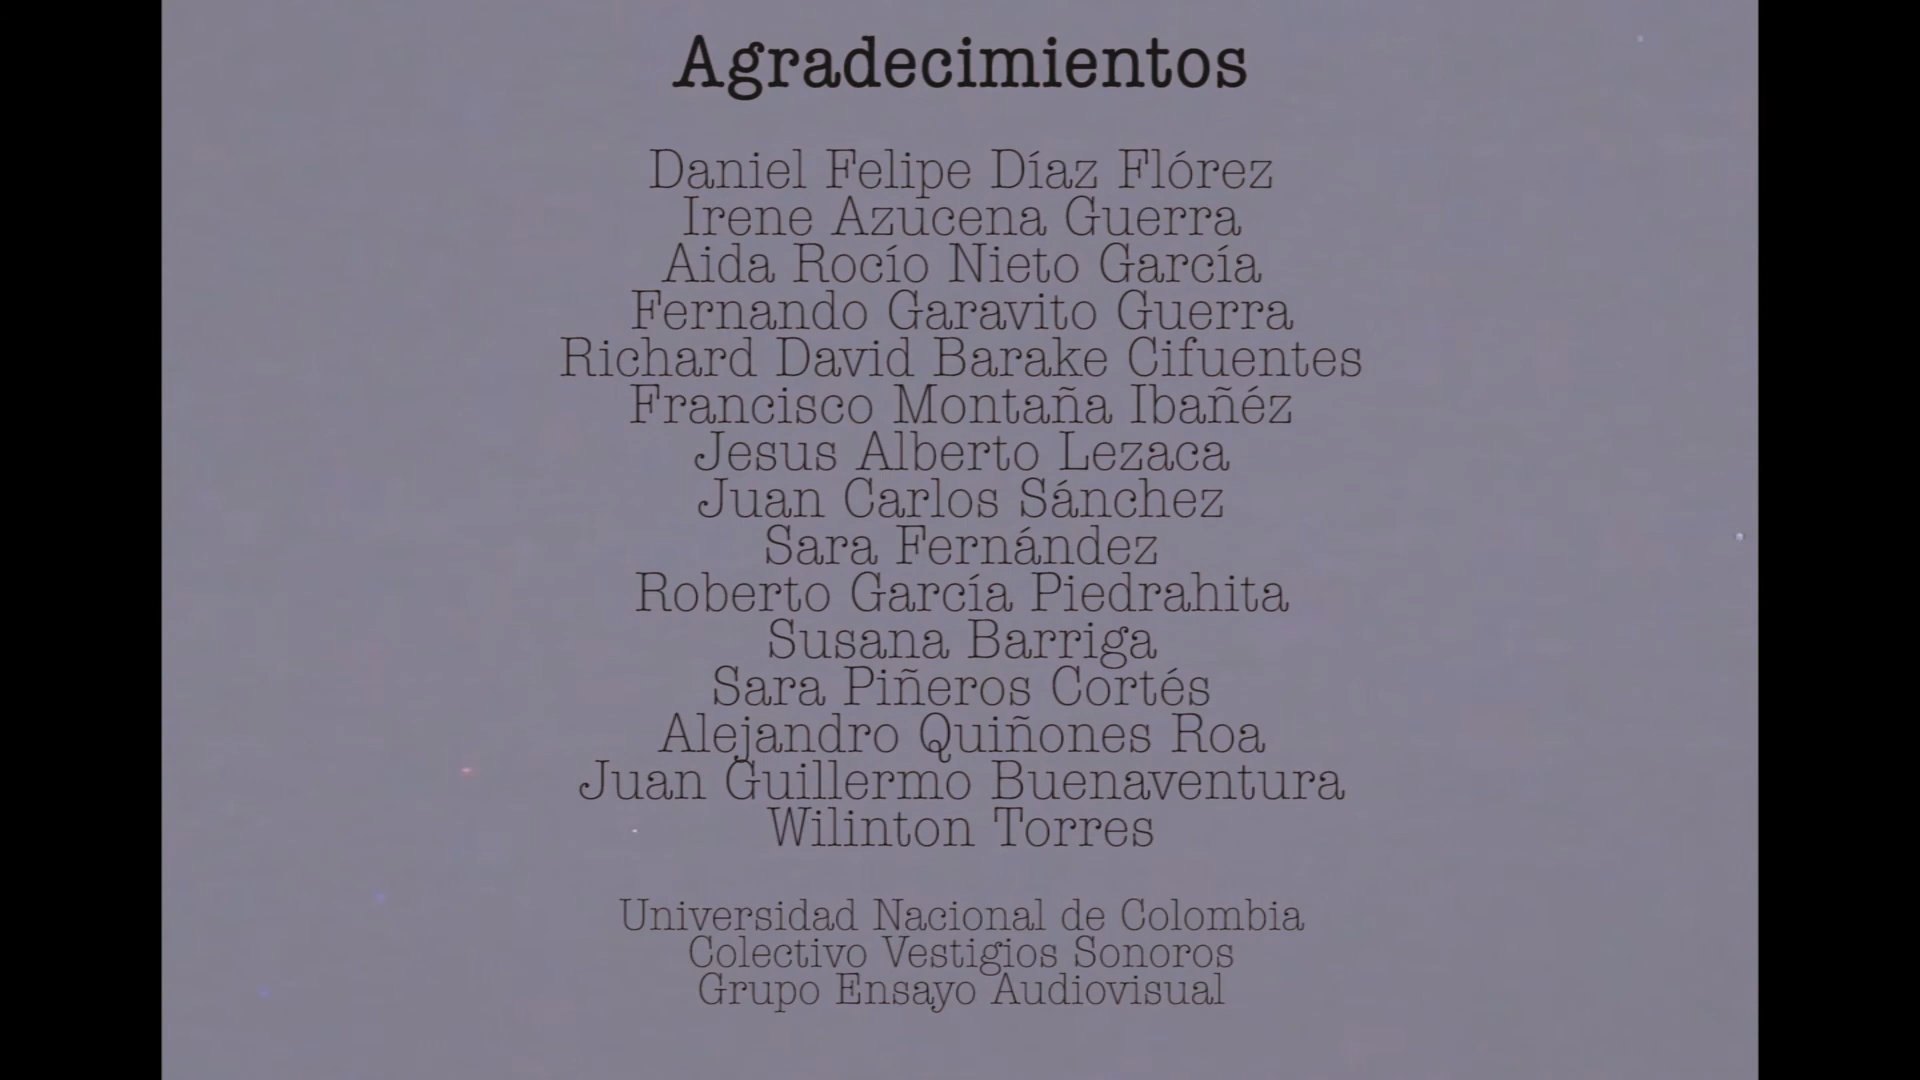 Agradecimientos
Daniel Felipe Díaz Flórez
Irene Azucena Guerra
Aida Rocío Nieto García
Fernando Garavito Guerra
Richard David Barake Cifuentes
Francisco Montaña Ibañéz
Jesus Alberto Lezaca
Juan Carlos Sánchez
Sara Fernández
Roberto García Piedrahita
Susana Barriga
Sara Piñeros Cortés
Alejandro Quiñones Roa
Juan Guillermo Buenaventura
Wilinton Torres
Universidad Nacional de Colombia
Colectivo Vestigios Sonoros
Grupo Ensayo Audiovisual